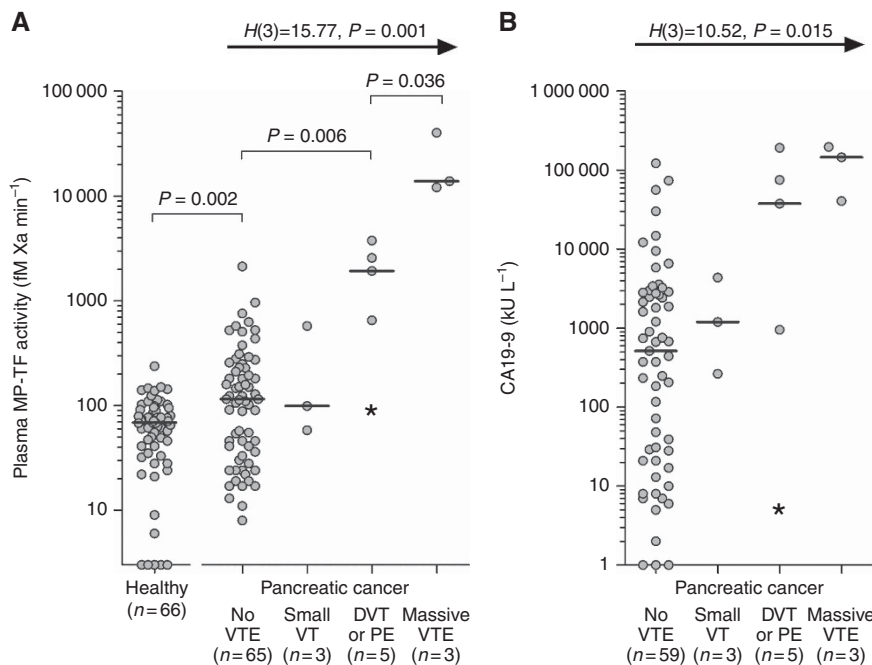 A
H(3)=15.77, P = 0.001
P = 0.036
P = 0.006
P = 0.002
Plasma MP-TF activity (fM Xa min−1)
100 000
10 000
1000
100
10
*
Healthy
(n=66)
Pancreatic cancer
No
VTE
(n=65)
Small
VT
(n=3)
DVT
or PE
(n=5)
Massive
VTE
(n=3)
B
H(3)=10.52, P = 0.015
CA19-9 (kU L−1)
1 000 000
100 000
10 000
1000
100
10
1
*
Pancreatic cancer
No
VTE
(n=59)
Small
VT
(n=3)
DVT
or PE
(n=5)
Massive
VTE
(n=3)